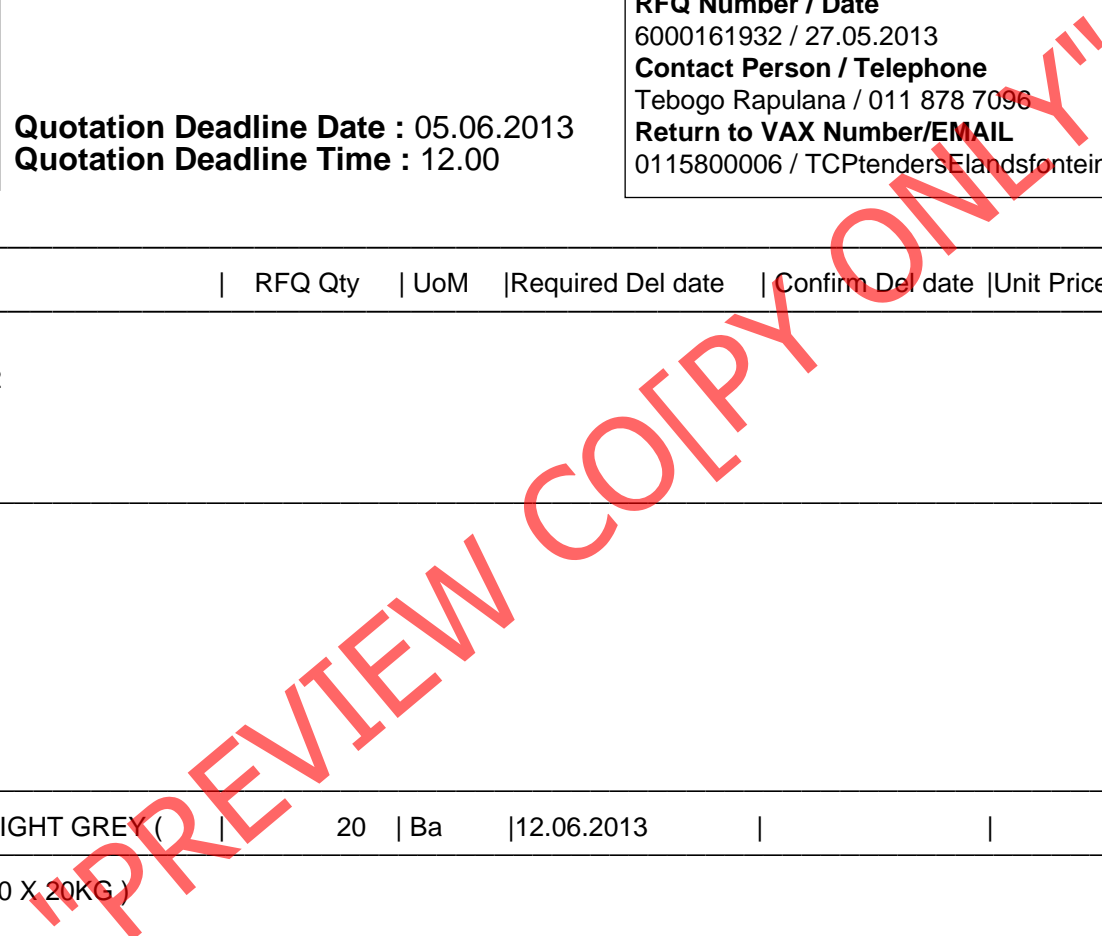 RFQ Number / Date
6000161932 / 27.05.2013
Contact Person / Telephone
Tebogo Rapulana / 011 878 7096
Quotation Deadline Date : 05.06.2013
Return to VAX Number/EMAIL
Quotation Deadline Time : 12.00
0115800006 / TCPtendersElandsfontein
| RFQ Qty | UoM |Required Del date | Confirm Del date |Unit Price
IGHT GREY ( | 20 | Ba |12.06.2013 | |
0 X 20KG )
"PREVIEW CO[PY ONLY"